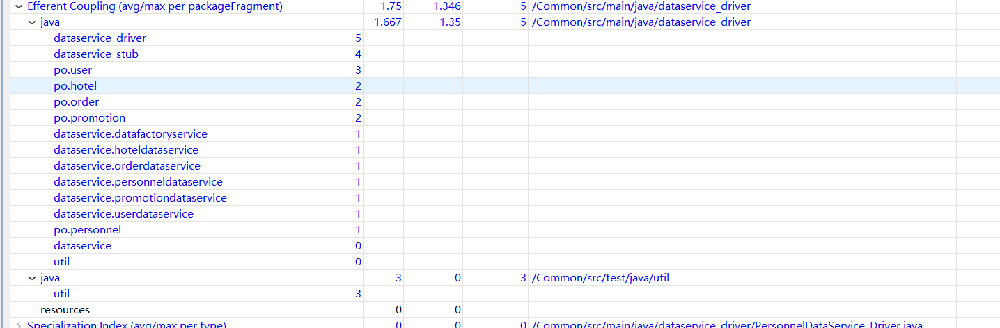 Efferent Coupling (avg/max per packageFragment) 1.75 1.346 5 /Common/src/main/java/dataservice_driver
java 1.667 1.35 5 /Common/src/main/java/dataservice_driver
dataservice_driver 5
dataservice_stub 4
po.user 3
po.hotel 2
po.order 2
po.promotion 2
dataservice.datafactoryservice 1
dataservice.hoteldataservice 1
dataservice.orderdataservice 1
dataservice.personneldataservice 1
dataservice.promotiondataservice 1
dataservice.userdataservice 1
po.personnel 1
dataservice 0
util 0
java 3 0 3 /Common/src/test/java/util
util 3
resources 0 0
Specialization Index (avg/max per type) 0 0 0 /Common/src/main/java/dataservice_driver/PersonnelDataService_Driver.java